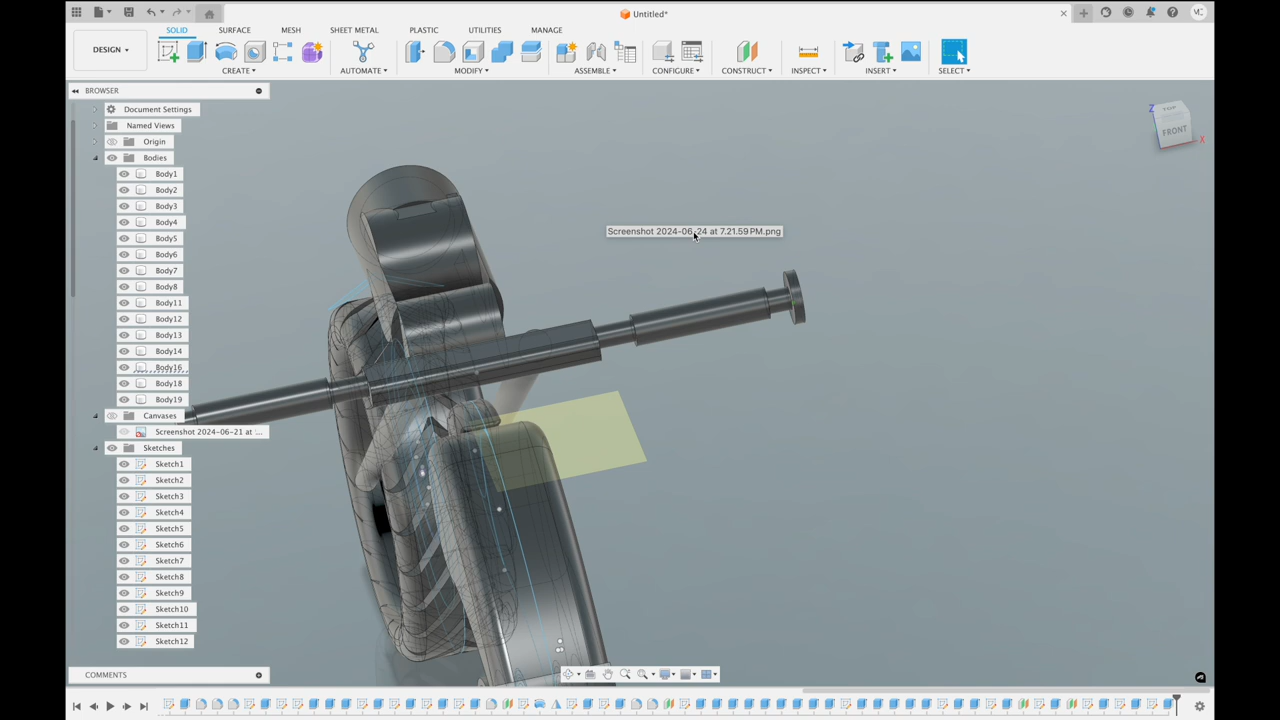 Untitled*
MC
DESIGN
SOLID
SURFACE
MESH
SHEET METAL
PLASTIC
UTILITIES
MANAGE
CREATE
AUTOMATE
MODIFY
ASSEMBLE
CONFIGURE
CONSTRUCT
INSPECT
INSERT
SELECT
BROWSER
Document Settings
Named Views
Origin
Bodies
Body1
Body2
Body3
Body4
Body5
Body6
Body7
Body8
Body11
Body12
Body13
Body14
Body16
Body18
Body19
Canvases
Screenshot 2024-06-21 at '...
Sketches
Sketch1
Sketch2
Sketch3
Sketch4
Sketch5
Sketch6
Sketch7
Sketch8
Sketch9
Sketch10
Sketch11
Sketch12
Screenshot 2024-06-24 at 7.21.59 PM.png
Z
TOP
FRONT
X
COMMENTS